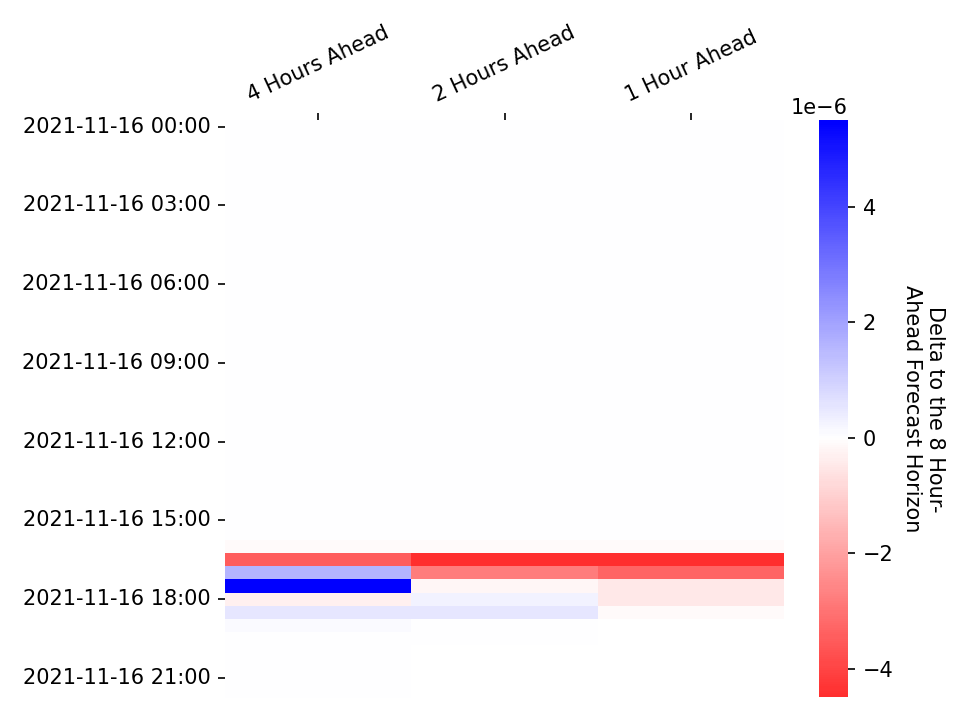 4 Hours Ahead
2 Hours Ahead
1 Hour Ahead
1e−6
2021-11-16 00:00
2021-11-16 03:00
2021-11-16 06:00
2021-11-16 09:00
2021-11-16 12:00
2021-11-16 15:00
2021-11-16 18:00
2021-11-16 21:00
4
2
0
−2
−4
Delta to the 8 Hour-
Ahead Forecast Horizon